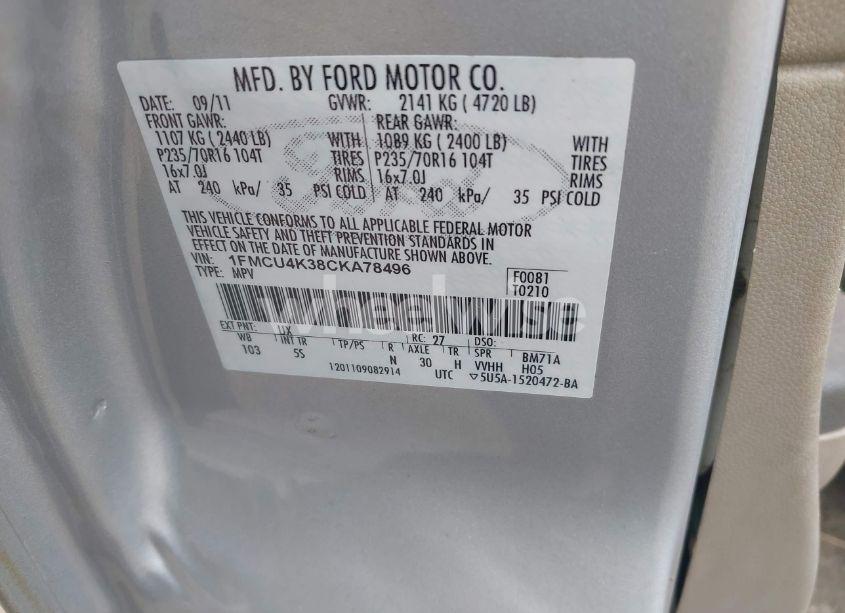 MFD. BY FORD MOTOR CO.
DATE: 09/11 GVWR: 2141 KG ( 4720 LB)
FRONT GAWR: REAR GAWR:
1107 KG ( 2440 LB) WITH 1089 KG ( 2400 LB) WITH
P235/70R16 104T TIRES P235/70R16 104T TIRES
16x7.0J RIMS 16x7.0J RIMS
AT 240 kPa/ 35 PSI COLD AT 240 kPa/ 35 PSI COLD
THIS VEHICLE CONFORMS TO ALL APPLICABLE FEDERAL MOTOR
VEHICLE SAFETY AND THEFT PREVENTION STANDARDS IN
EFFECT ON THE DATE OF MANUFACTURE SHOWN ABOVE.
VIN: 1FMCU4K38CKA78496
TYPE: MPV
F0081
T0210
wheelwise
EXT PNT: UX RC: 27 DSO:
WB INT TR TP/PS R AXLE TR SPR BM71A
103 5S N 30 H VVHH H05
1201109082914 UTC ▽5U5A-1520472-BA